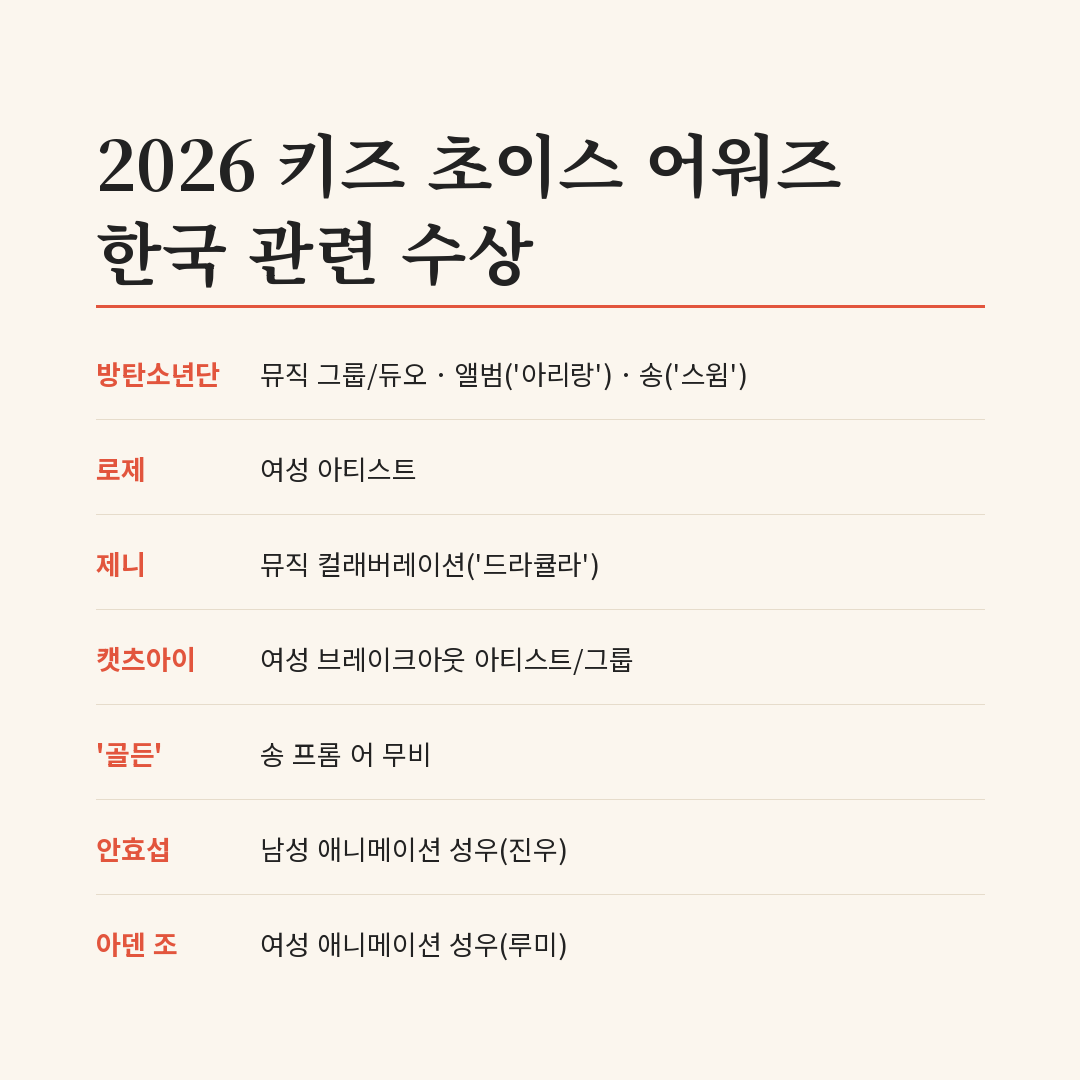 2026 키즈 초이스 어워즈
한국 관련 수상
방탄소년단 뮤직 그룹/듀오 · 앨범('아리랑') · 송('스윔')
로제 여성 아티스트
제니 뮤직 컬래버레이션('드라큘라')
캣츠아이 여성 브레이크아웃 아티스트/그룹
'골든' 송 프롬 어 무비
안효섭 남성 애니메이션 성우(진우)
아덴 조 여성 애니메이션 성우(루미)